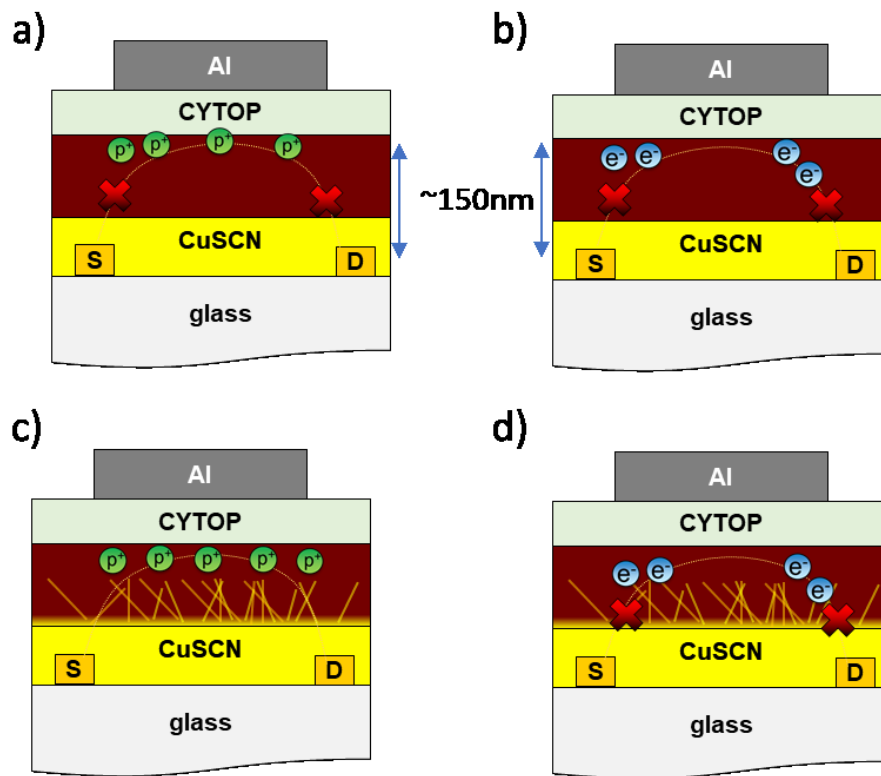 a)
Al
CYTOP
p⁺ p⁺ p⁺ p⁺
CuSCN
S D
glass
~150nm
b)
Al
CYTOP
e⁻ e⁻ e⁻ e⁻
CuSCN
S D
glass
c)
Al
CYTOP
p⁺ p⁺ p⁺ p⁺ p⁺
CuSCN
S D
glass
d)
Al
CYTOP
e⁻ e⁻ e⁻ e⁻
CuSCN
S D
glass